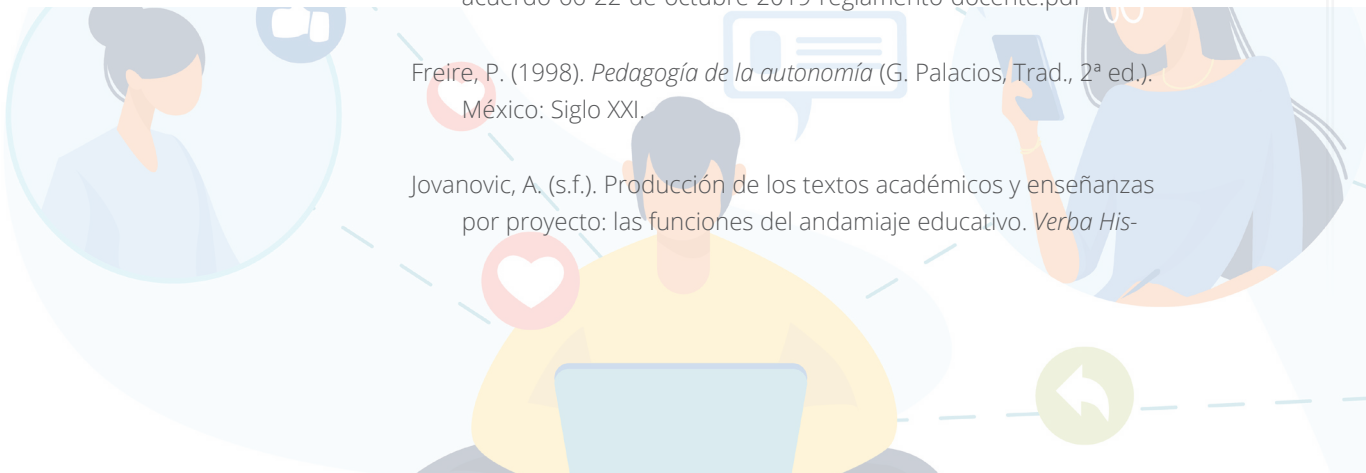 Freire, P. (1998). Pedagogía de la autonomía (G. Palacios, Trad., 2ª ed.).
México: Siglo XXI.
Jovanovic, A. (s.f.). Producción de los textos académicos y enseñanzas
por proyecto: las funciones del andamiaje educativo. Verba His-